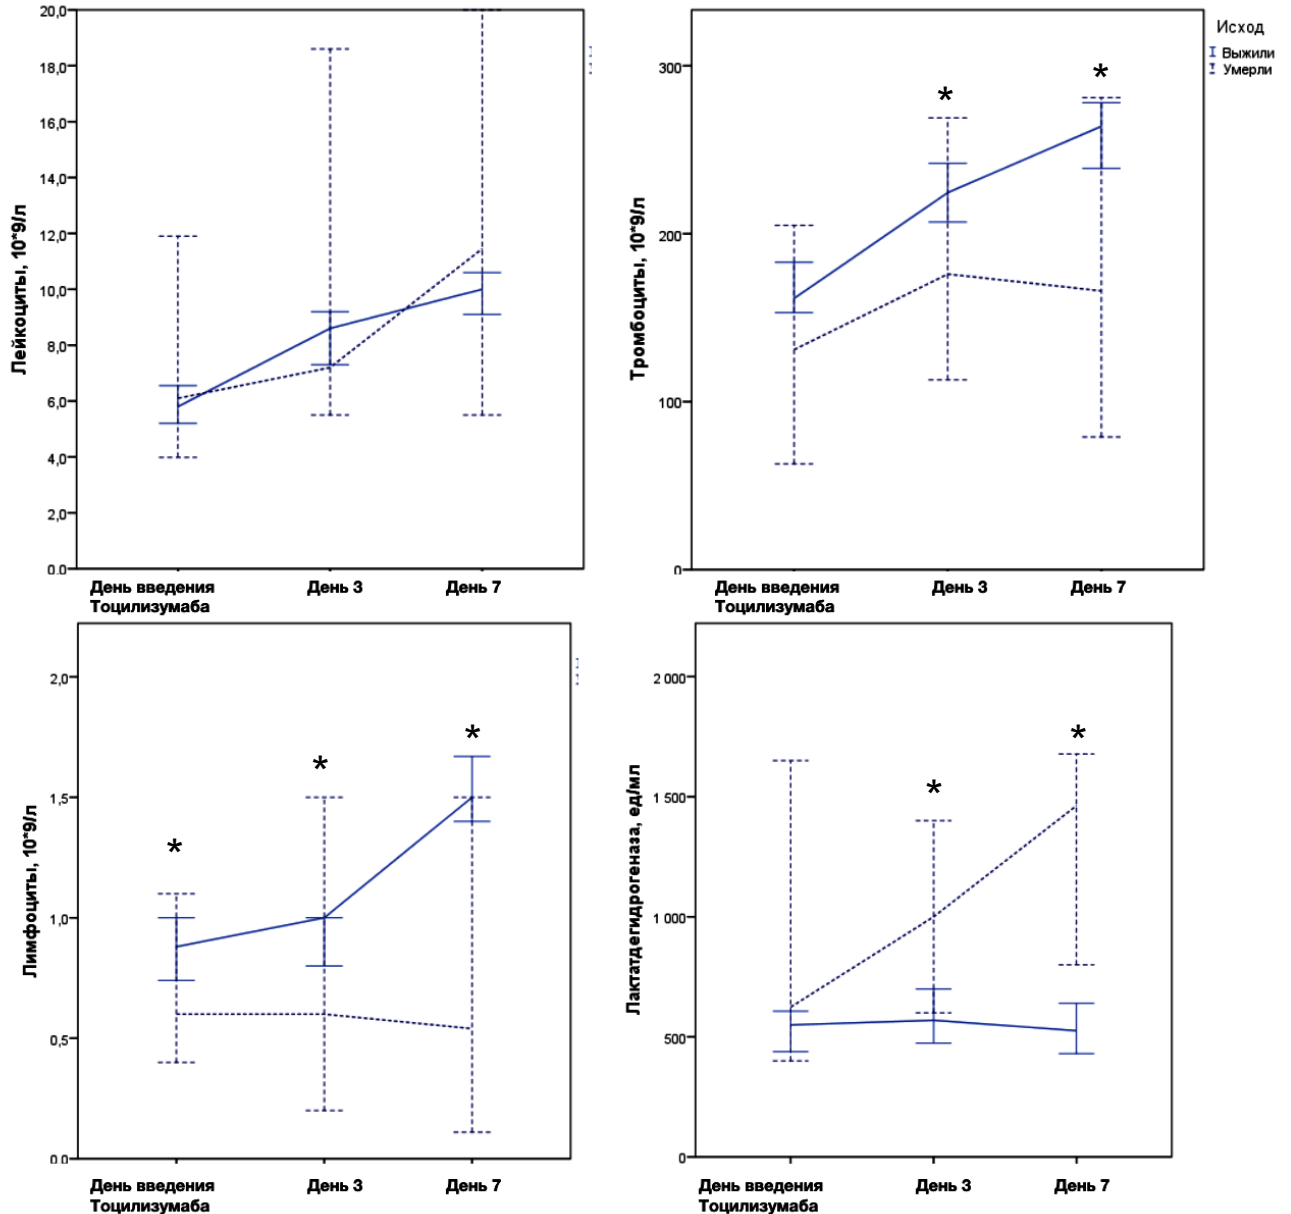 Лейкоциты, 10*9/л
20,0
18,0
16,0
14,0
12,0
10,0
8,0
6,0
4,0
2,0
0,0
День введения
Тоцилизумаба
День 3
День 7
Тромбоциты, 10*9/л
300
200
100
0
*
*
День введения
Тоцилизумаба
День 3
День 7
Исход
Выжили
Умерли
Лимфоциты, 10*9/л
2,0
1,5
1,0
0,5
0,0
*
*
*
День введения
Тоцилизумаба
День 3
День 7
Лактатдегидрогеназа, ед/мл
2 000
1 500
1 000
500
0
*
*
День введения
Тоцилизумаба
День 3
День 7